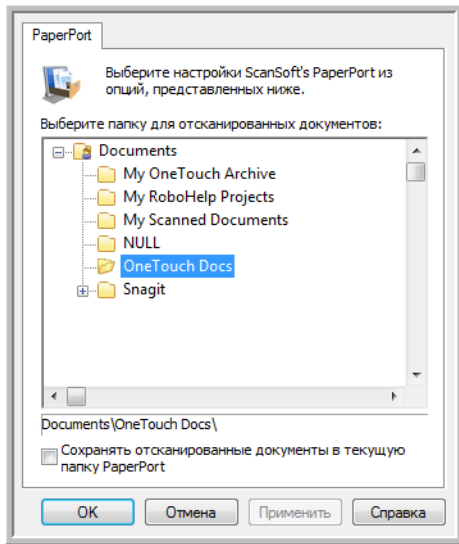 PaperPort
Выберите настройки ScanSoft's PaperPort из
опций, представленных ниже.
Выберите папку для отсканированных документов:
Documents
My OneTouch Archive
My RoboHelp Projects
My Scanned Documents
NULL
OneTouch Docs
Snagit
Documents\OneTouch Docs\
Сохранять отсканированные документы в текущую
папку PaperPort
OK Отмена Применить Справка